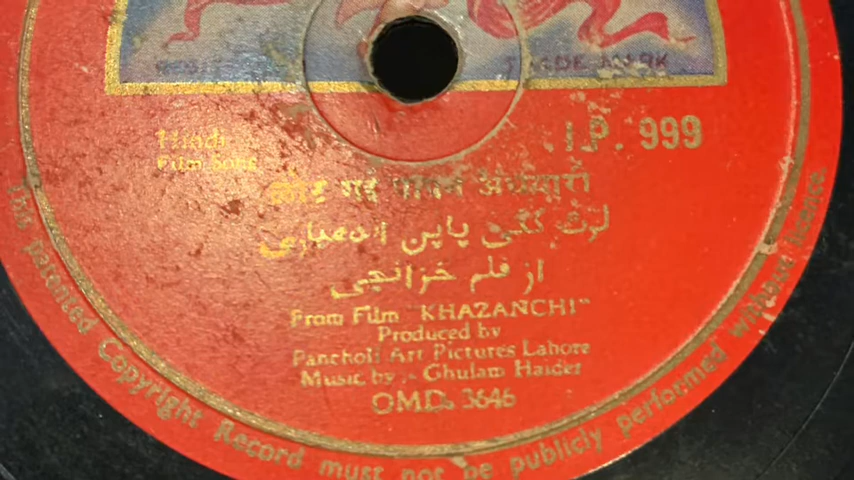 TRADE MARK
I.P. 999
Hindi
Film Song
लौट गई पापन अंधयारी
لوٹ گئی پاپن اندھیاری
از فلم خزانچی
From Film "KHAZANCHI"
Produced by
Pancholi Art Pictures Lahore
Music by :- Ghulam Haider
OMD. 3646
This patented Copyright Record must not be publicly performed without licence.